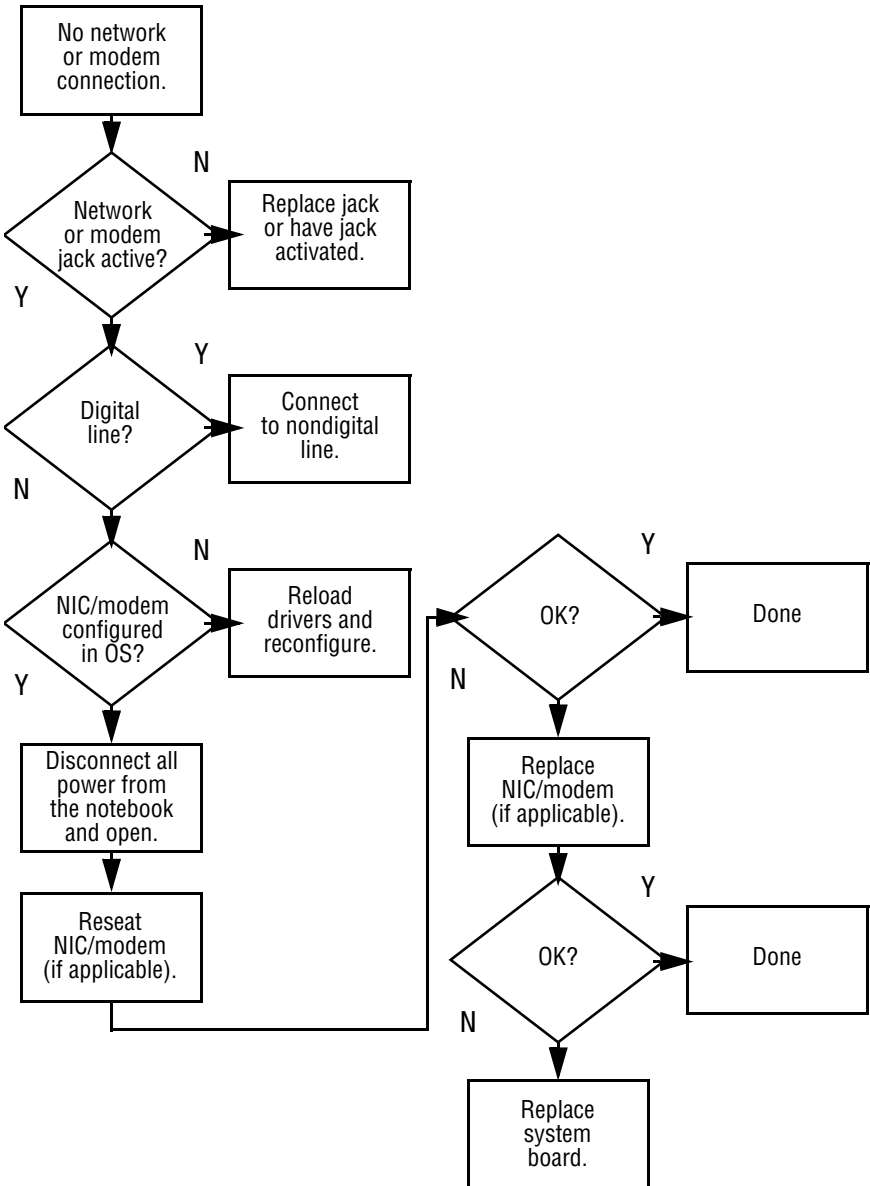 No network
or modem
connection.
N
Network
or modem
jack active?
Replace jack
or have jack
activated.
Y
Y
Digital
line?
Connect
to nondigital
line.
N
N
NIC/modem
configured
in OS?
Reload
drivers and
reconfigure.
Y
Disconnect all
power from
the notebook
and open.
Reseat
NIC/modem
(if applicable).
Y
OK?
Done
N
Replace
NIC/modem
(if applicable).
Y
OK?
Done
N
Replace
system
board.